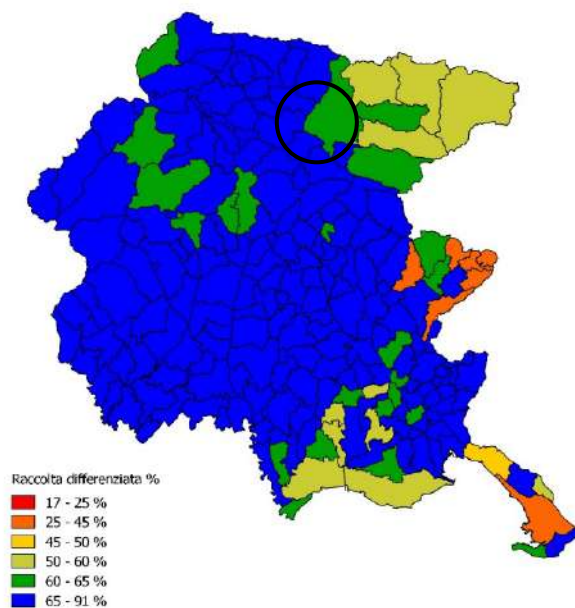 Raccolta differenziata %
17 - 25 %
25 - 45 %
45 - 50 %
50 - 60 %
60 - 65 %
65 - 91 %